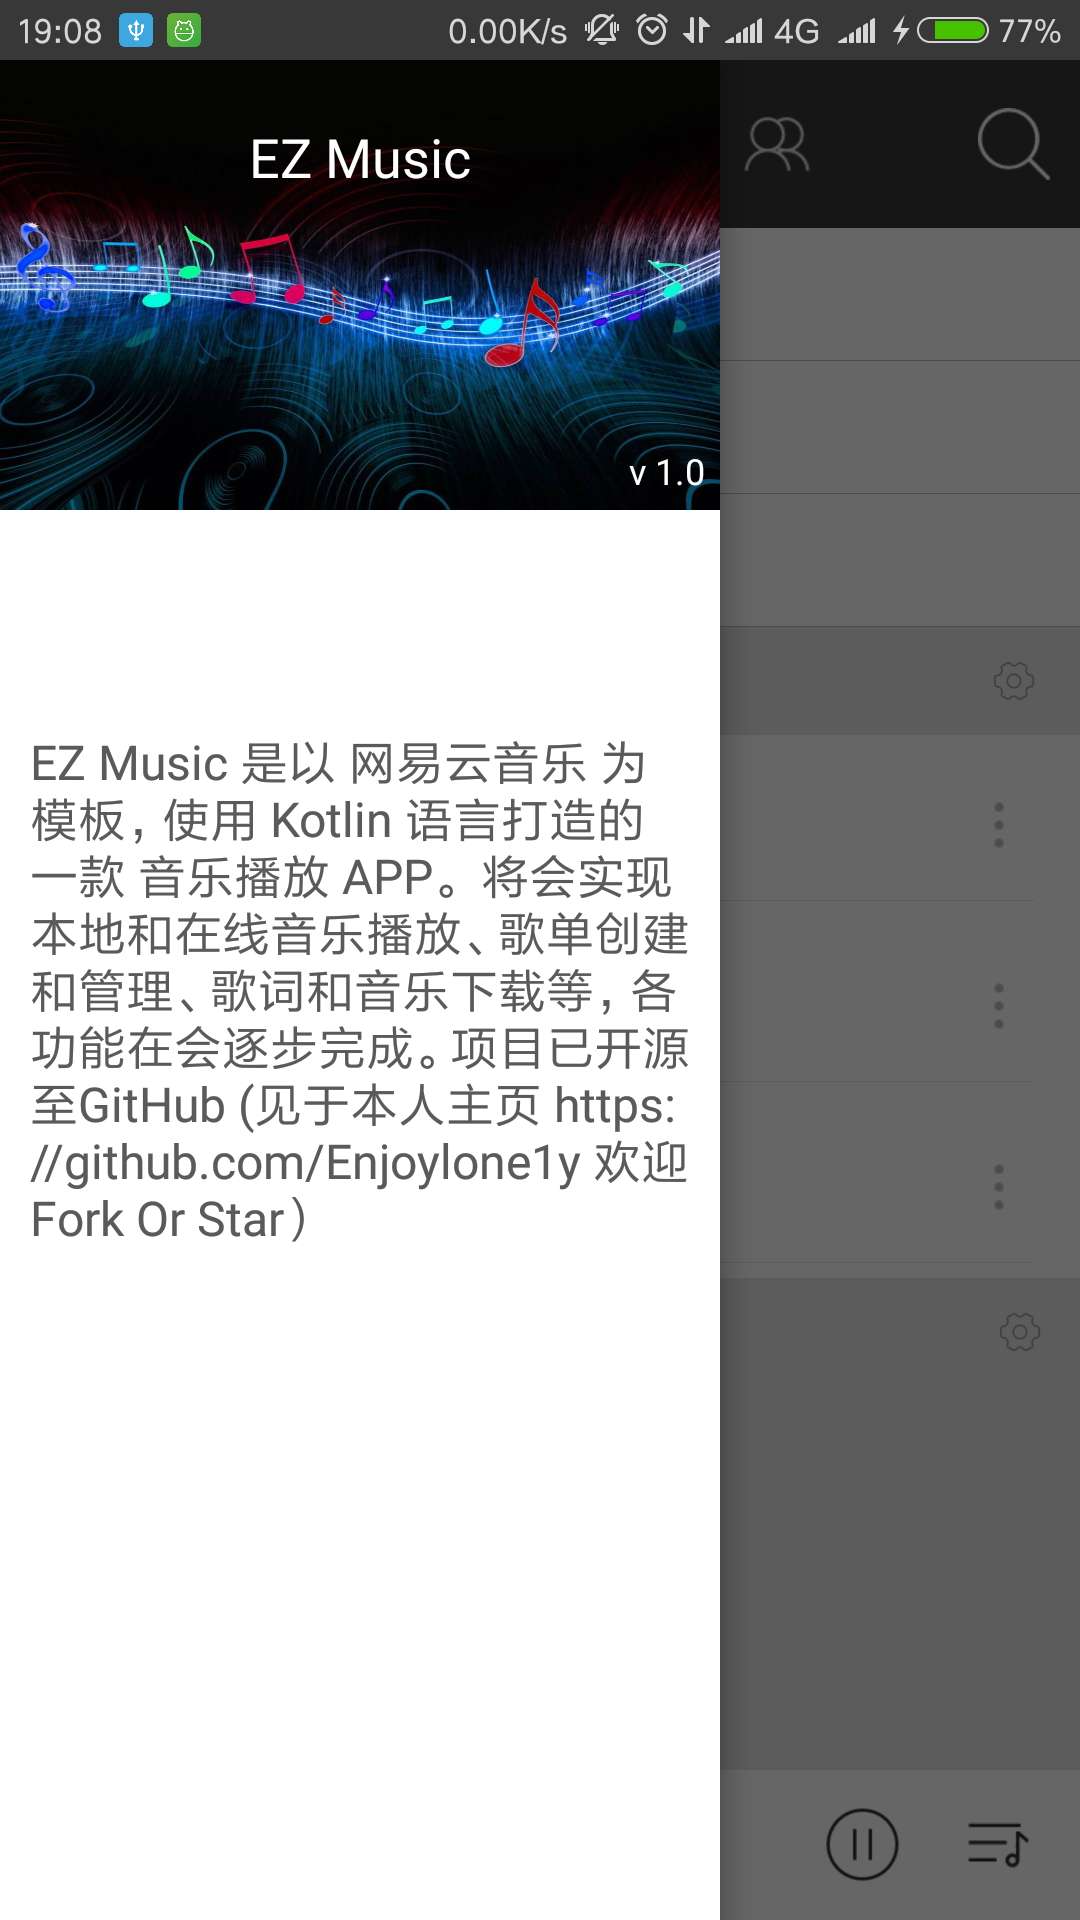 19:08 0.00K/s 4G 77%
EZ Music
v 1.0
EZ Music 是以 网易云音乐 为
模板，使用 Kotlin 语言打造的
一款 音乐播放 APP。将会实现
本地和在线音乐播放、歌单创建
和管理、歌词和音乐下载等，各
功能在会逐步完成。项目已开源
至GitHub (见于本人主页 https:
//github.com/Enjoylone1y 欢迎
Fork Or Star）